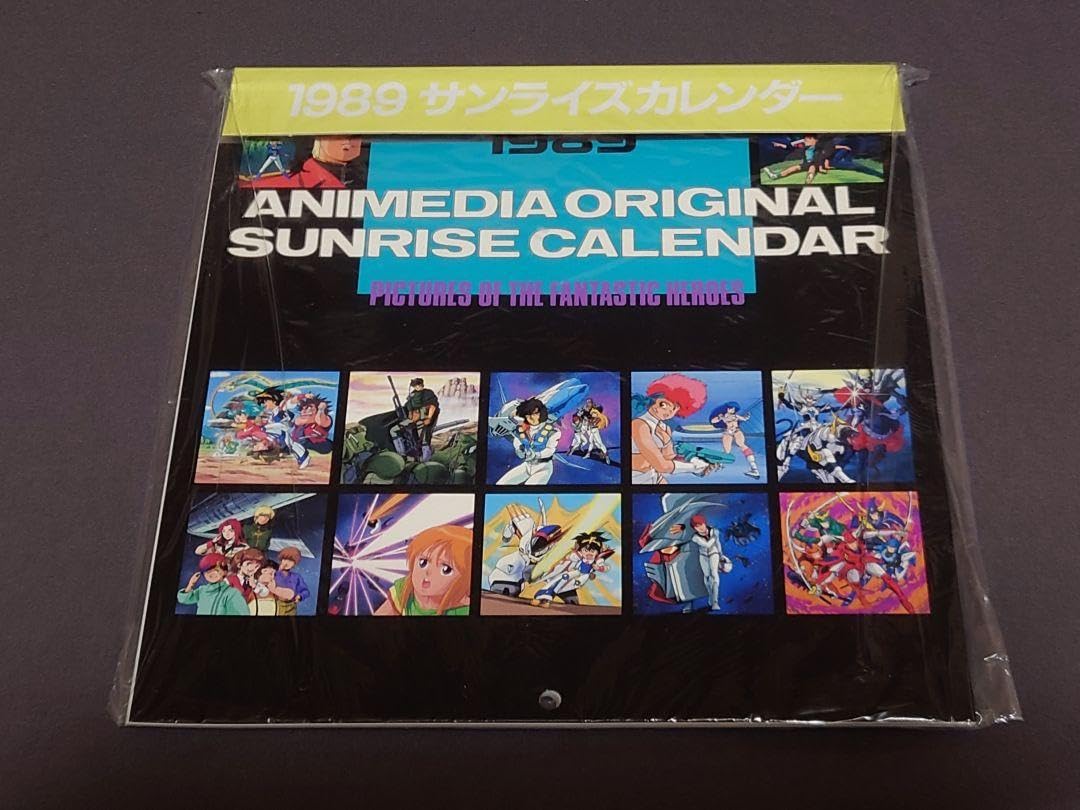 1989 サンライズカレンダー
1989
ANIMEDIA ORIGINAL
SUNRISE CALENDAR
PICTURES OF THE FANTASTIC HEROES